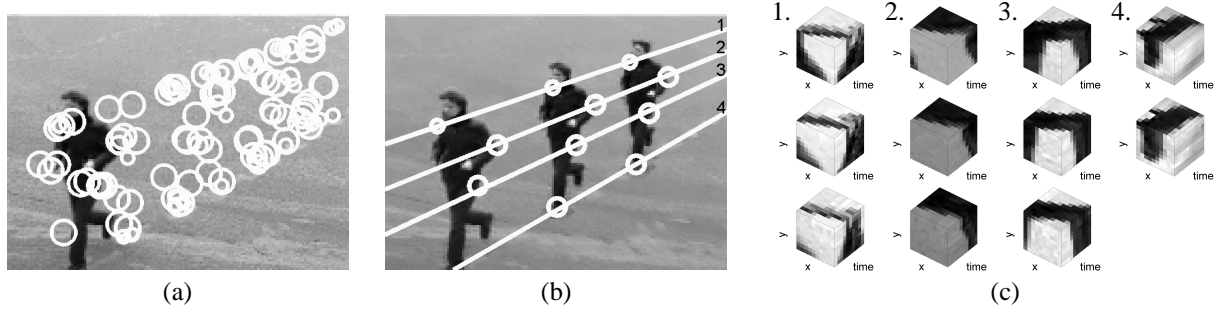 1
2
3
4
1. 2. 3. 4.
y x time y x time y x time y x time
y x time y x time y x time y x time
y x time y x time y x time
(a) (b) (c)